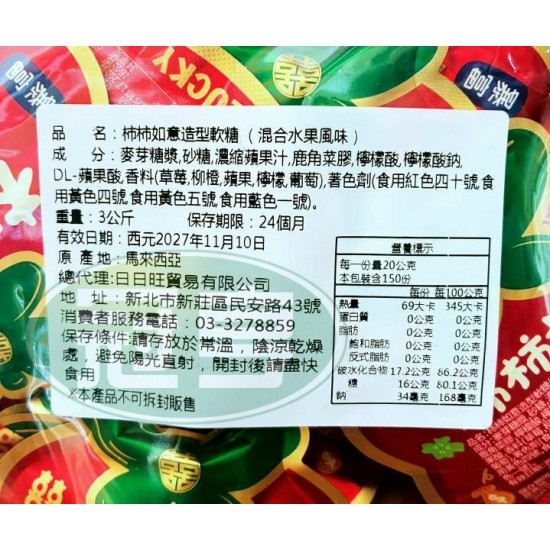 LUCKY
品 名:柿柿如意造型軟糖 (混合水果風味)
成 分:麥芽糖漿,砂糖,濃縮蘋果汁,鹿角菜膠,檸檬酸,檸檬酸鈉,
DL-蘋果酸,香料(草莓,柳橙,蘋果,檸檬,葡萄),著色劑(食用紅色四十號,食
用黃色四號,食用黃色五號,食用藍色一號)。
重量:3公斤 保存期限:24個月
有效日期:西元2027年11月10日
原 產 地:馬來西亞
總代理:日日旺貿易有限公司
地 址:新北市新莊區民安路43號
消費者服務電話:03-3278859
保存條件:請存放於常溫,陰涼乾燥
處,避免陽光直射,開封後請盡快
食用
※本產品不可拆封販售
營養標示
每一份量20公克
本包裝含150份
每份 每100公克
熱量 69大卡 345大卡
蛋白質 0公克 0公克
脂肪 0公克 0公克
飽和脂肪 0公克 0公克
反式脂肪 0公克 0公克
碳水化合物 17.2公克 86.2公克
糖 16公克 80.1公克
鈉 34毫克 168毫克